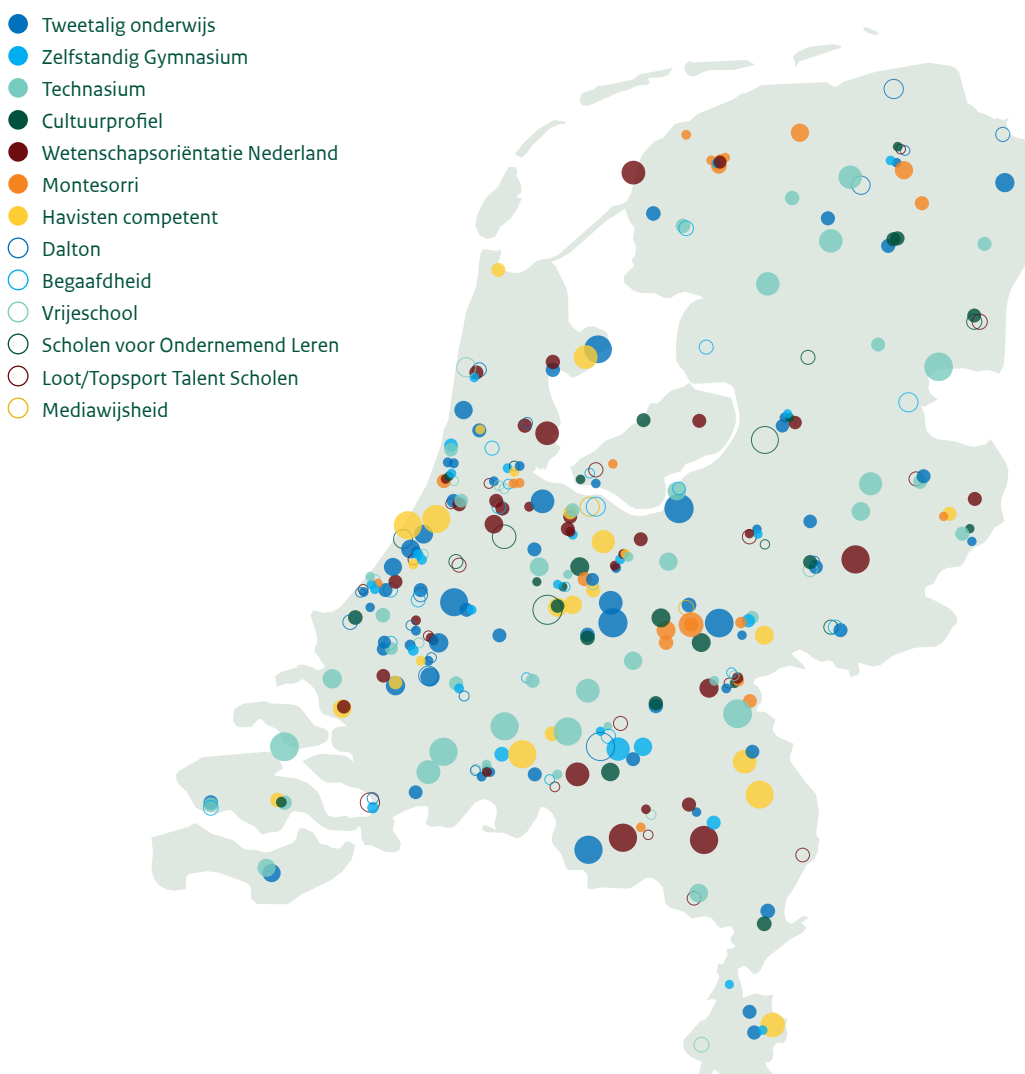 Tweetalig onderwijs
Zelfstandig Gymnasium
Technasium
Cultuurprofiel
Wetenschapsoriëntatie Nederland
Montesorri
Havisten competent
Dalton
Begaafdheid
Vrijeschool
Scholen voor Ondernemend Leren
Loot/Topsport Talent Scholen
Mediawijsheid